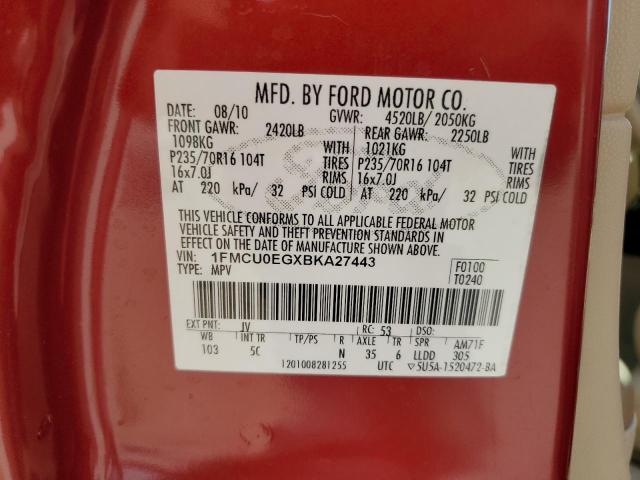 MFD. BY FORD MOTOR CO.
DATE: 08/10 GVWR: 4520LB/ 2050KG
FRONT GAWR: 2420LB REAR GAWR: 2250LB
1098KG WITH 1021KG WITH
P235/70R16 104T TIRES P235/70R16 104T TIRES
16x7.0J RIMS 16x7.0J RIMS
AT 220 kPa/ 32 PSI COLD AT 220 kPa/ 32 PSI COLD
THIS VEHICLE CONFORMS TO ALL APPLICABLE FEDERAL MOTOR
VEHICLE SAFETY AND THEFT PREVENTION STANDARDS IN
EFFECT ON THE DATE OF MANUFACTURE SHOWN ABOVE.
VIN: 1FMCU0EGXBKA27443 F0100
TYPE: MPV T0240
EXT PNT: JV RC: 53 DSO:
WB INT TR TP/PS R AXLE TR SPR AM71F
103 5C N 35 6 LLDD 305
1201008281255 UTC ▽5U5A-1520472-BA